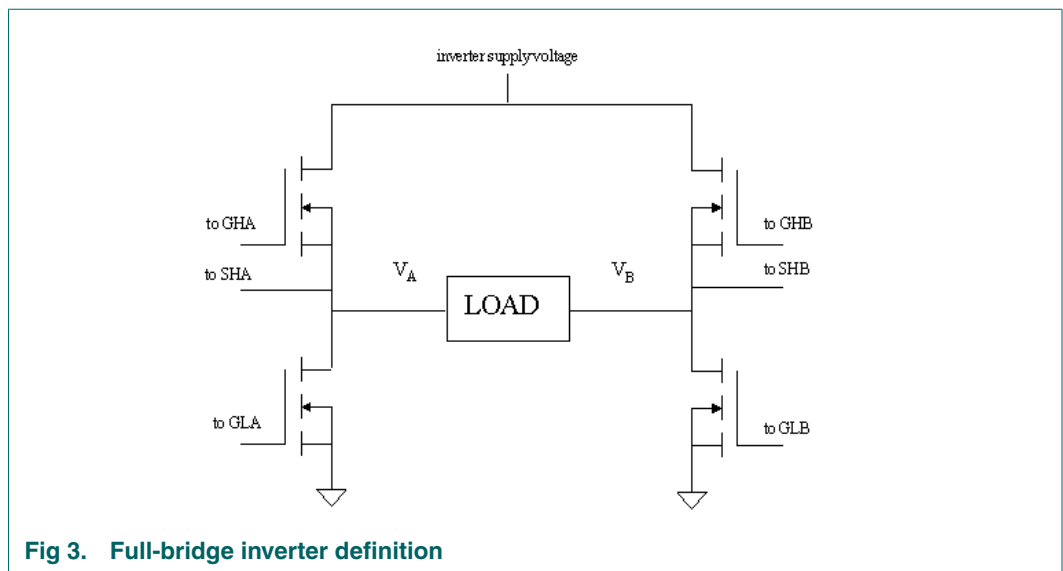 inverter supply voltage
to GHA
to GHB
to SHA
V_A
V_B
to SHB
LOAD
to GLA
to GLB
Fig 3. Full-bridge inverter definition